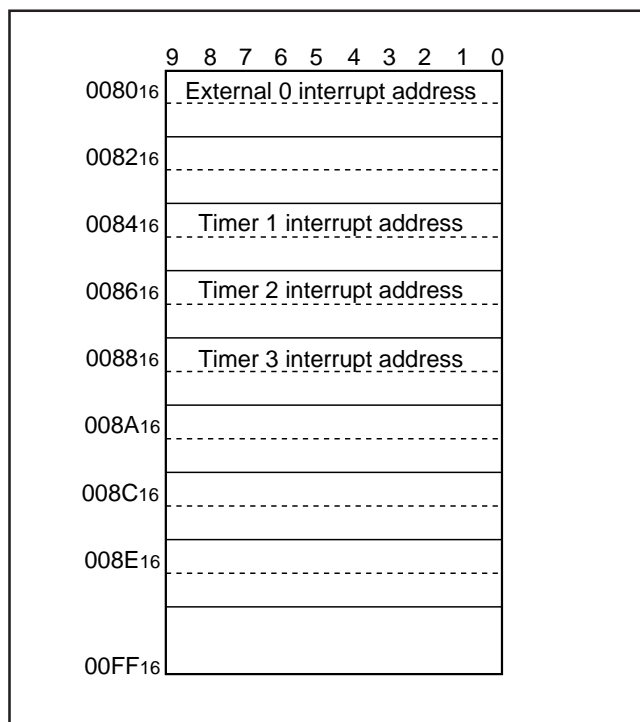 9 8 7 6 5 4 3 2 1 0
008016 External 0 interrupt address
008216
008416 Timer 1 interrupt address
008616 Timer 2 interrupt address
008816 Timer 3 interrupt address
008A16
008C16
008E16
00FF16